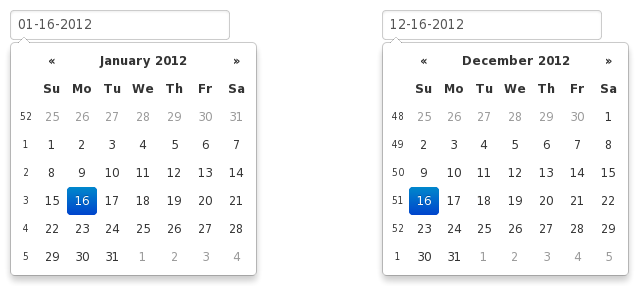 01-16-2012
« January 2012 »
Su Mo Tu We Th Fr Sa
52 25 26 27 28 29 30 31
1 1 2 3 4 5 6 7
2 8 9 10 11 12 13 14
3 15 16 17 18 19 20 21
4 22 23 24 25 26 27 28
5 29 30 31 1 2 3 4
12-16-2012
« December 2012 »
Su Mo Tu We Th Fr Sa
48 25 26 27 28 29 30 1
49 2 3 4 5 6 7 8
50 9 10 11 12 13 14 15
51 16 17 18 19 20 21 22
52 23 24 25 26 27 28 29
1 30 31 1 2 3 4 5